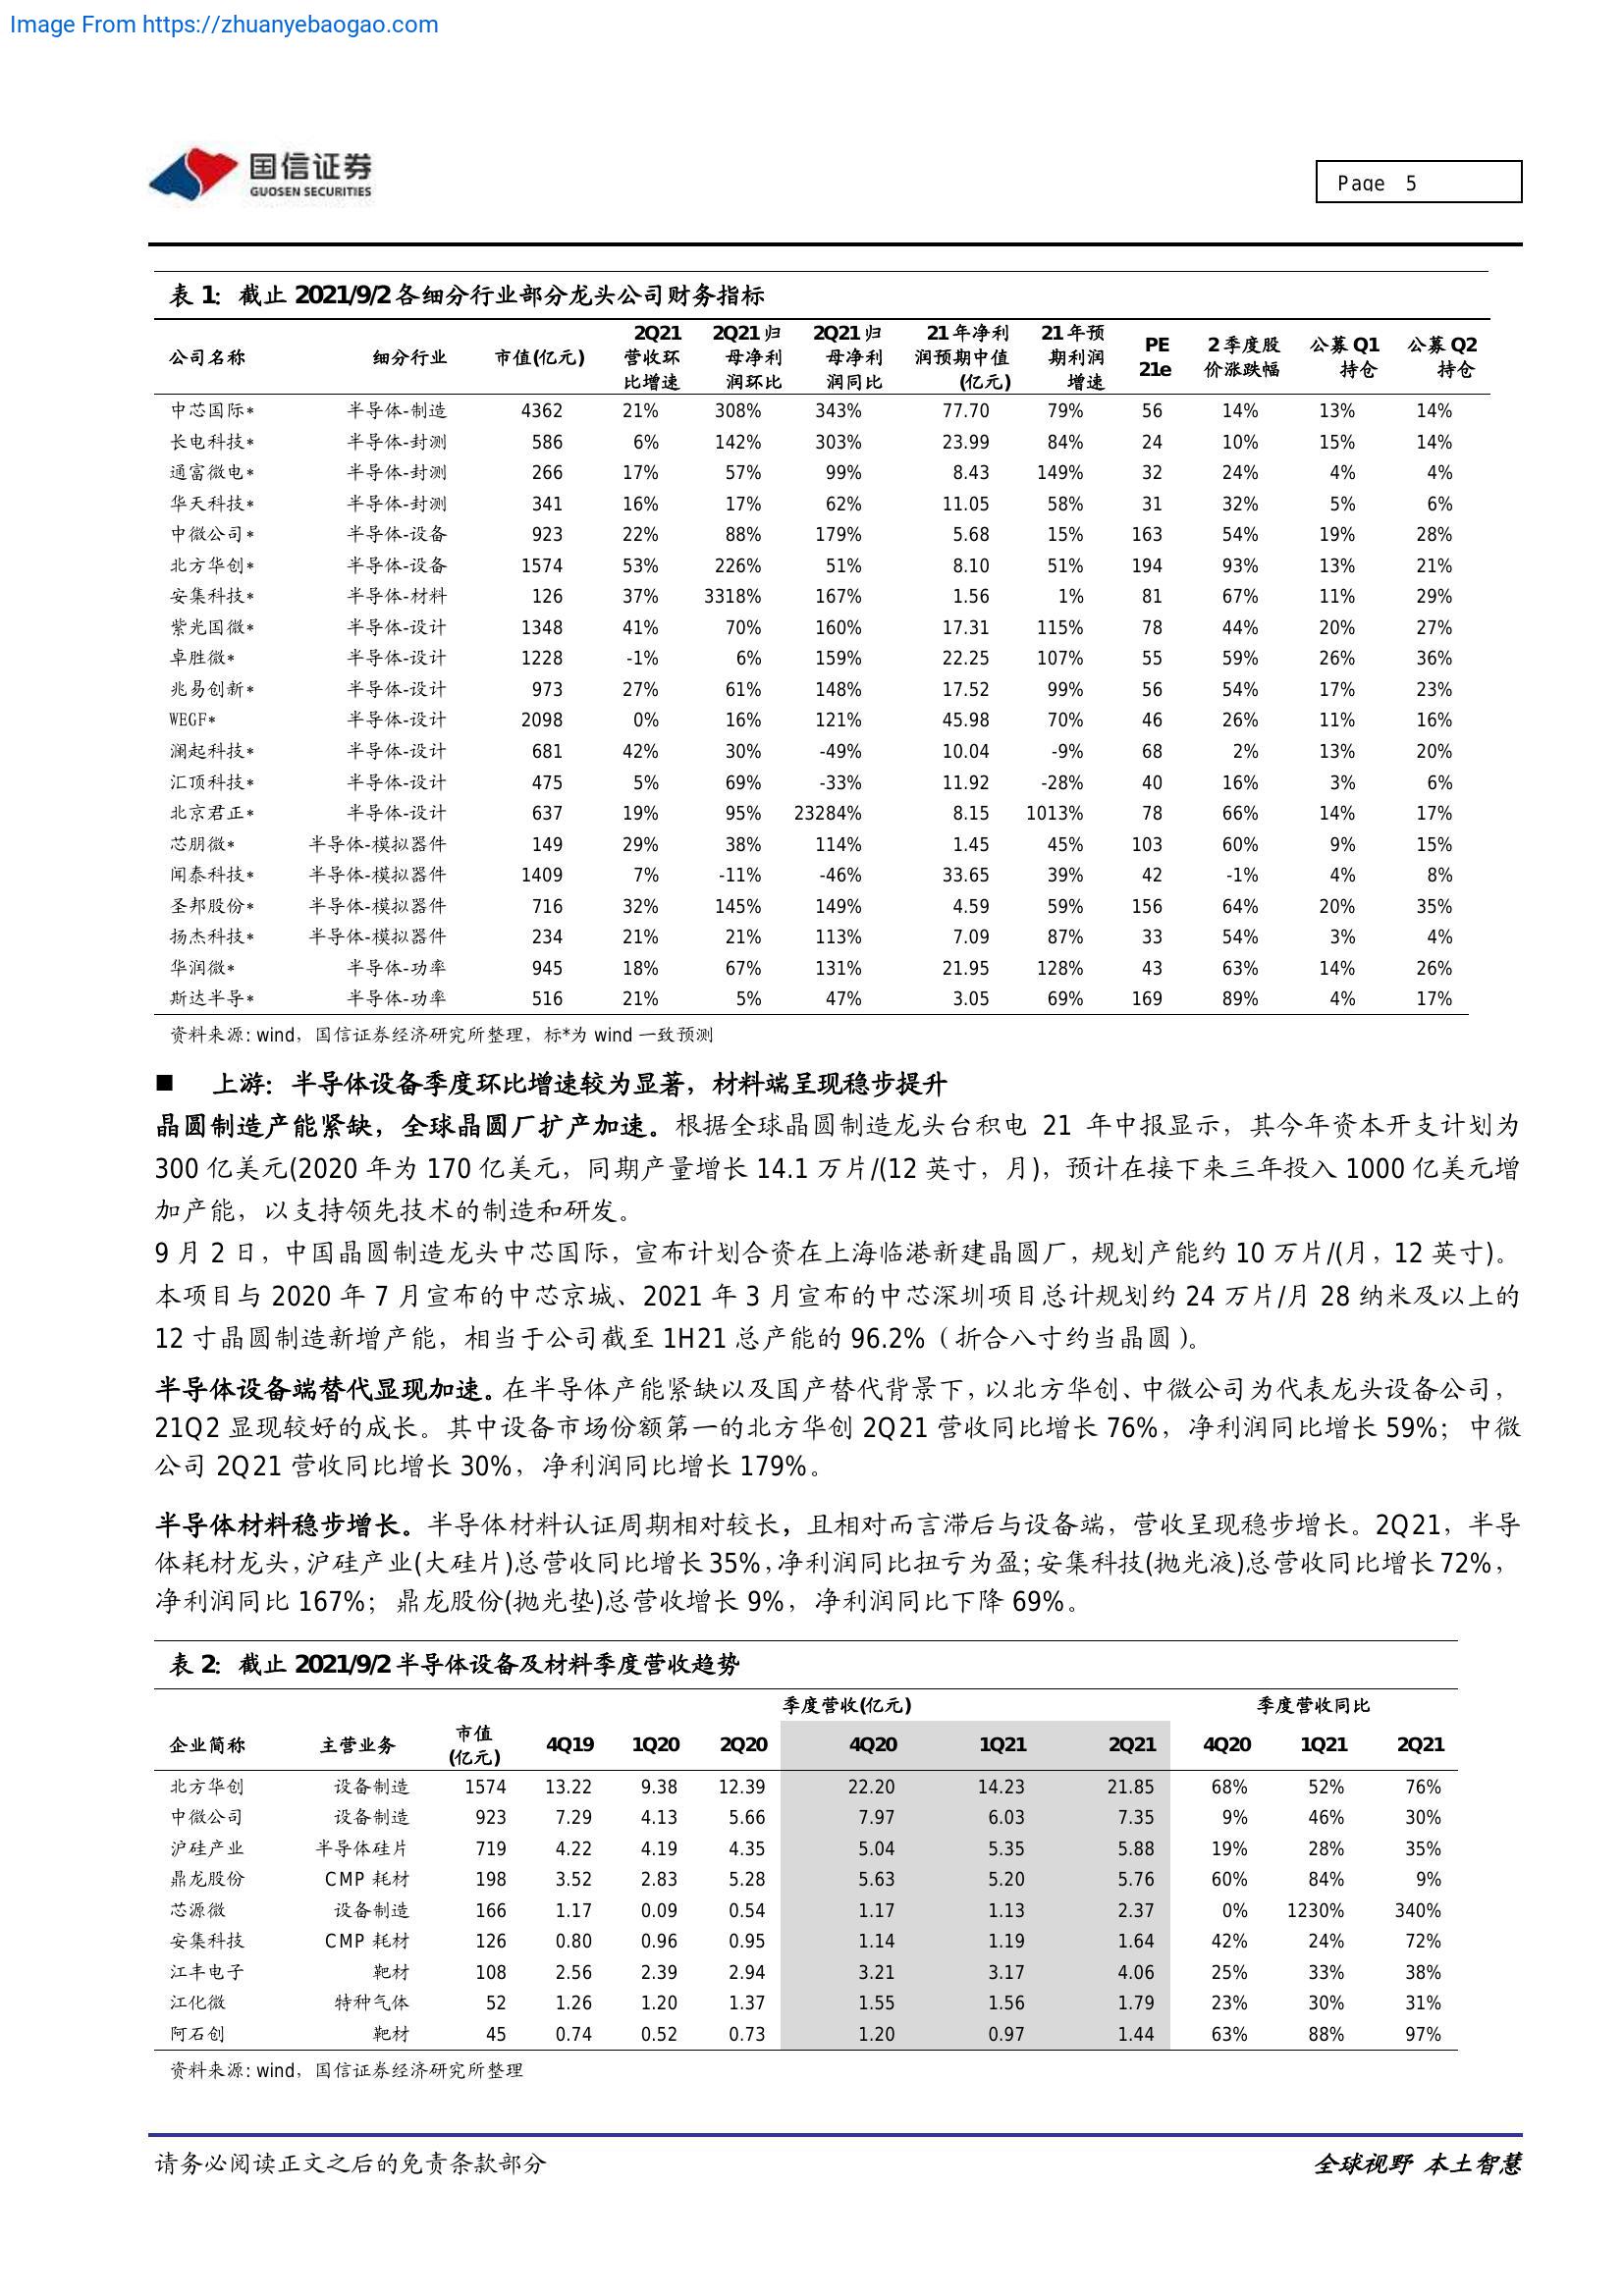 Image From https://zhuanyebaogao.com
国信证券
GUOSEN SECURITIES
Page 5
表 1：截止 2021/9/2 各细分行业部分龙头公司财务指标
公司名称 细分行业 市值(亿元) 2Q21 营收环比增速 2Q21 归母净利润环比 2Q21 归母净利润同比 21 年净利润预期中值(亿元) 21 年预期利润增速 PE 21e 2 季度股价涨跌幅 公募 Q1 持仓 公募 Q2 持仓
中芯国际* 半导体-制造 4362 21% 308% 343% 77.70 79% 56 14% 13% 14%
长电科技* 半导体-封测 586 6% 142% 303% 23.99 84% 24 10% 15% 14%
通富微电* 半导体-封测 266 17% 57% 99% 8.43 149% 32 24% 4% 4%
华天科技* 半导体-封测 341 16% 17% 62% 11.05 58% 31 32% 5% 6%
中微公司* 半导体-设备 923 22% 88% 179% 5.68 15% 163 54% 19% 28%
北方华创* 半导体-设备 1574 53% 226% 51% 8.10 51% 194 93% 13% 21%
安集科技* 半导体-材料 126 37% 3318% 167% 1.56 1% 81 67% 11% 29%
紫光国微* 半导体-设计 1348 41% 70% 160% 17.31 115% 78 44% 20% 27%
卓胜微* 半导体-设计 1228 -1% 6% 159% 22.25 107% 55 59% 26% 36%
兆易创新* 半导体-设计 973 27% 61% 148% 17.52 99% 56 54% 17% 23%
WEGF* 半导体-设计 2098 0% 16% 121% 45.98 70% 46 26% 11% 16%
澜起科技* 半导体-设计 681 42% 30% -49% 10.04 -9% 68 2% 13% 20%
汇顶科技* 半导体-设计 475 5% 69% -33% 11.92 -28% 40 16% 3% 6%
北京君正* 半导体-设计 637 19% 95% 23284% 8.15 1013% 78 66% 14% 17%
芯朋微* 半导体-模拟器件 149 29% 38% 114% 1.45 45% 103 60% 9% 15%
闻泰科技* 半导体-模拟器件 1409 7% -11% -46% 33.65 39% 42 -1% 4% 8%
圣邦股份* 半导体-模拟器件 716 32% 145% 149% 4.59 59% 156 64% 20% 35%
扬杰科技* 半导体-模拟器件 234 21% 21% 113% 7.09 87% 33 54% 3% 4%
华润微* 半导体-功率 945 18% 67% 131% 21.95 128% 43 63% 14% 26%
斯达半导* 半导体-功率 516 21% 5% 47% 3.05 69% 169 89% 4% 17%
资料来源: wind，国信证券经济研究所整理，标*为 wind 一致预测
■ 上游：半导体设备季度环比增速较为显著，材料端呈现稳步提升
晶圆制造产能紧缺，全球晶圆厂扩产加速。根据全球晶圆制造龙头台积电 21 年中报显示，其今年资本开支计划为
300 亿美元(2020 年为 170 亿美元，同期产量增长 14.1 万片/(12 英寸，月)，预计在接下来三年投入 1000 亿美元增
加产能，以支持领先技术的制造和研发。
9 月 2 日，中国晶圆制造龙头中芯国际，宣布计划合资在上海临港新建晶圆厂，规划产能约 10 万片/(月，12 英寸)。
本项目与 2020 年 7 月宣布的中芯京城、2021 年 3 月宣布的中芯深圳项目总计规划约 24 万片/月 28 纳米及以上的
12 寸晶圆制造新增产能，相当于公司截至 1H21 总产能的 96.2%（折合八寸约当晶圆）。
半导体设备端替代显现加速。在半导体产能紧缺以及国产替代背景下，以北方华创、中微公司为代表龙头设备公司，
21Q2 显现较好的成长。其中设备市场份额第一的北方华创 2Q21 营收同比增长 76%，净利润同比增长 59%；中微
公司 2Q21 营收同比增长 30%，净利润同比增长 179%。
半导体材料稳步增长。半导体材料认证周期相对较长，且相对而言滞后与设备端，营收呈现稳步增长。2Q21，半导
体耗材龙头，沪硅产业(大硅片)总营收同比增长 35%，净利润同比扭亏为盈；安集科技(抛光液)总营收同比增长 72%，
净利润同比 167%；鼎龙股份(抛光垫)总营收增长 9%，净利润同比下降 69%。
表 2：截止 2021/9/2 半导体设备及材料季度营收趋势
季度营收(亿元) 季度营收同比
企业简称 主营业务 市值(亿元) 4Q19 1Q20 2Q20 4Q20 1Q21 2Q21 4Q20 1Q21 2Q21
北方华创 设备制造 1574 13.22 9.38 12.39 22.20 14.23 21.85 68% 52% 76%
中微公司 设备制造 923 7.29 4.13 5.66 7.97 6.03 7.35 9% 46% 30%
沪硅产业 半导体硅片 719 4.22 4.19 4.35 5.04 5.35 5.88 19% 28% 35%
鼎龙股份 CMP 耗材 198 3.52 2.83 5.28 5.63 5.20 5.76 60% 84% 9%
芯源微 设备制造 166 1.17 0.09 0.54 1.17 1.13 2.37 0% 1230% 340%
安集科技 CMP 耗材 126 0.80 0.96 0.95 1.14 1.19 1.64 42% 24% 72%
江丰电子 靶材 108 2.56 2.39 2.94 3.21 3.17 4.06 25% 33% 38%
江化微 特种气体 52 1.26 1.20 1.37 1.55 1.56 1.79 23% 30% 31%
阿石创 靶材 45 0.74 0.52 0.73 1.20 0.97 1.44 63% 88% 97%
资料来源: wind，国信证券经济研究所整理
请务必阅读正文之后的免责条款部分
全球视野 本土智慧